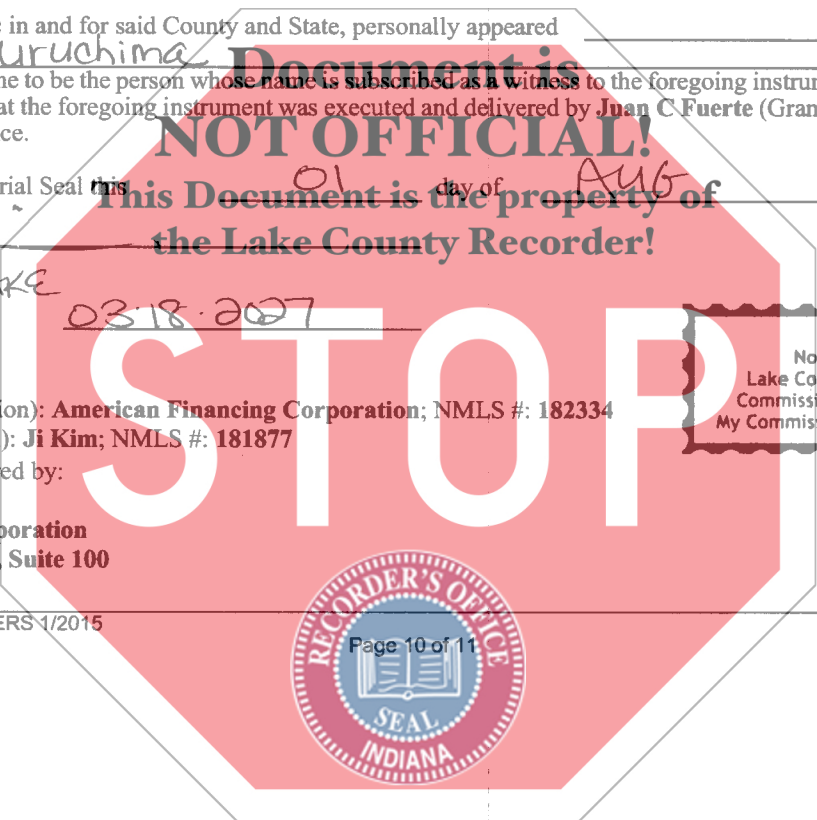 in and for said County and State, personally appeared
uruchima
Document is
me to be the person whose name is subscribed as a witness to the foregoing instrum
at the foregoing instrument was executed and delivered by Juan C Fuerte (Gran
ce.
NOT OFFICIAL!
rial Seal this 01 day of AUG
This Document is the property of
the Lake County Recorder!
AKE
03.18.2027
STOP
No
Lake Co
Commissi
My Commiss
ion): American Financing Corporation; NMLS #: 182334
): Ji Kim; NMLS #: 181877
ed by:
poration
, Suite 100
ERS 1/2015
Page 10 of 11
RECORDER'S OFFICE
SEAL
INDIANA